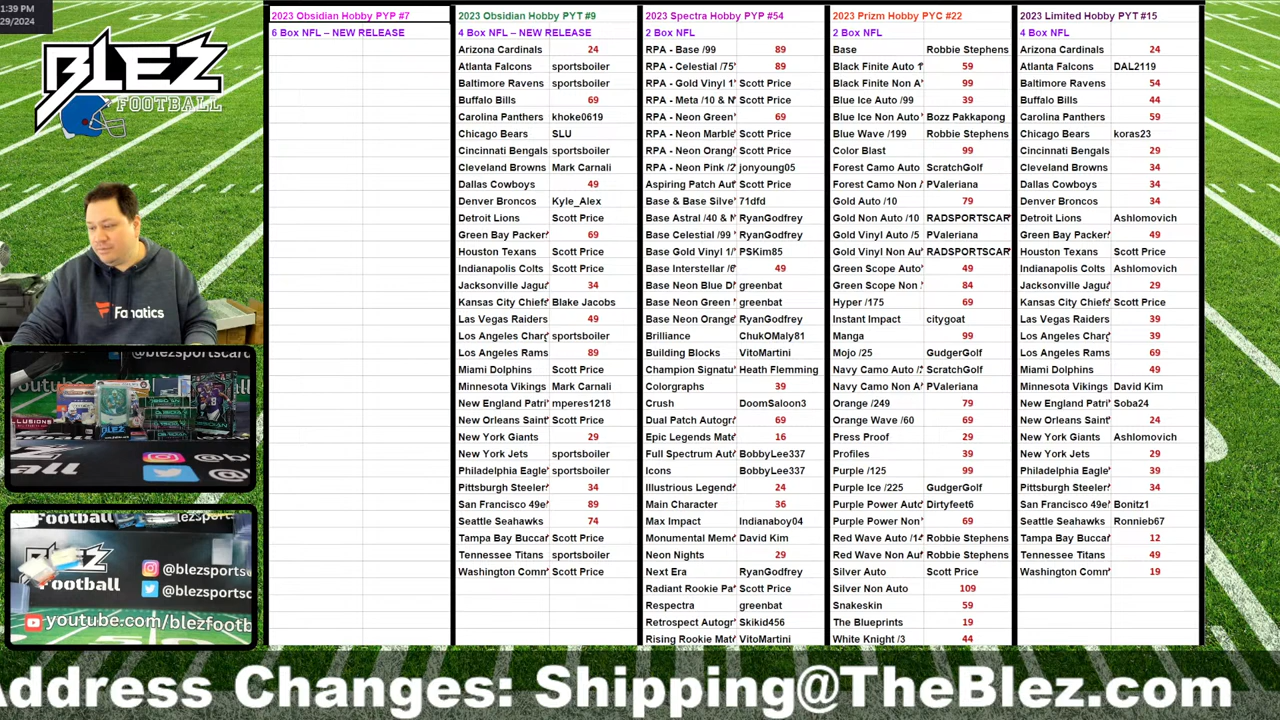 1:39 PM
29/2024
BLEZ
FOOTBALL
Fanatics
@blezsportscard
ILLUSIONS
OBSIDIAN
Football
BLEZ
Football
@blezsports
@blezsportsc
youtube.com/blezfootb
2023 Obsidian Hobby PYP #7
6 Box NFL – NEW RELEASE
2023 Obsidian Hobby PYT #9
4 Box NFL – NEW RELEASE
Arizona Cardinals 24
Atlanta Falcons sportsboiler
Baltimore Ravens sportsboiler
Buffalo Bills 69
Carolina Panthers khoke0619
Chicago Bears SLU
Cincinnati Bengals sportsboiler
Cleveland Browns Mark Carnali
Dallas Cowboys 49
Denver Broncos Kyle_Alex
Detroit Lions Scott Price
Green Bay Packer 69
Houston Texans Scott Price
Indianapolis Colts Scott Price
Jacksonville Jagu 34
Kansas City Chiefs Blake Jacobs
Las Vegas Raiders 49
Los Angeles Char sportsboiler
Los Angeles Rams 89
Miami Dolphins Scott Price
Minnesota Vikings Mark Carnali
New England Patri mperes1218
New Orleans Saint Scott Price
New York Giants 29
New York Jets sportsboiler
Philadelphia Eagle sportsboiler
Pittsburgh Steeler 34
San Francisco 49e 89
Seattle Seahawks 74
Tampa Bay Buccan Scott Price
Tennessee Titans sportsboiler
Washington Comm Scott Price
2023 Spectra Hobby PYP #54
2 Box NFL
RPA - Base /99 89
RPA - Celestial /75 89
RPA - Gold Vinyl 1 Scott Price
RPA - Meta /10 & N Scott Price
RPA - Neon Green 69
RPA - Neon Marble Scott Price
RPA - Neon Orang Scott Price
RPA - Neon Pink /2 jonyoung05
Aspiring Patch Aut Scott Price
Base & Base Silve 71dfd
Base Astral /40 & N RyanGodfrey
Base Celestial /99 RyanGodfrey
Base Gold Vinyl 1/ PSKim85
Base Interstellar /6 49
Base Neon Blue Di greenbat
Base Neon Green greenbat
Base Neon Orange RyanGodfrey
Brilliance ChukOMaly81
Building Blocks VitoMartini
Champion Signatu Heath Flemming
Colorgraphs 39
Crush DoomSaloon3
Dual Patch Autogr 69
Epic Legends Mate 16
Full Spectrum Aut BobbyLee337
Icons BobbyLee337
Illustrious Legend 24
Main Character 36
Max Impact Indianaboy04
Monumental Memo David Kim
Neon Nights 29
Next Era RyanGodfrey
Radiant Rookie Pa Scott Price
Respectra greenbat
Retrospect Autogr Skikid456
Rising Rookie Mat VitoMartini
2023 Prizm Hobby PYC #22
2 Box NFL
Base Robbie Stephens
Black Finite Auto 1 59
Black Finite Non A 99
Blue Ice Auto /99 39
Blue Ice Non Auto Bozz Pakkapong
Blue Wave /199 Robbie Stephens
Color Blast 99
Forest Camo Auto ScratchGolf
Forest Camo Non PValeriana
Gold Auto /10 79
Gold Non Auto /10 RADSPORTSCAR
Gold Vinyl Auto /5 PValeriana
Gold Vinyl Non Au RADSPORTSCAR
Green Scope Auto 49
Green Scope Non 84
Hyper /175 69
Instant Impact citygoat
Manga 99
Mojo /25 GudgerGolf
Navy Camo Auto /2 ScratchGolf
Navy Camo Non A PValeriana
Orange /249 79
Orange Wave /60 69
Press Proof 29
Profiles 39
Purple /125 99
Purple Ice /225 GudgerGolf
Purple Power Auto Dirtyfeet6
Purple Power Non 69
Red Wave Auto /14 Robbie Stephens
Red Wave Non Au Robbie Stephens
Silver Auto Scott Price
Silver Non Auto 109
Snakeskin 59
The Blueprints 19
White Knight /3 44
2023 Limited Hobby PYT #15
4 Box NFL
Arizona Cardinals 24
Atlanta Falcons DAL2119
Baltimore Ravens 54
Buffalo Bills 44
Carolina Panthers 59
Chicago Bears koras23
Cincinnati Bengals 29
Cleveland Browns 34
Dallas Cowboys 34
Denver Broncos 34
Detroit Lions Ashlomovich
Green Bay Packer 49
Houston Texans Scott Price
Indianapolis Colts Ashlomovich
Jacksonville Jagu 29
Kansas City Chiefs Scott Price
Las Vegas Raiders 39
Los Angeles Charg 39
Los Angeles Rams 69
Miami Dolphins 49
Minnesota Vikings David Kim
New England Patri Soba24
New Orleans Saint 24
New York Giants Ashlomovich
New York Jets 29
Philadelphia Eagle 39
Pittsburgh Steeler 34
San Francisco 49e Bonitz1
Seattle Seahawks Ronnieb67
Tampa Bay Buccan 12
Tennessee Titans 49
Washington Comm 19
Address Changes: Shipping@TheBlez.com